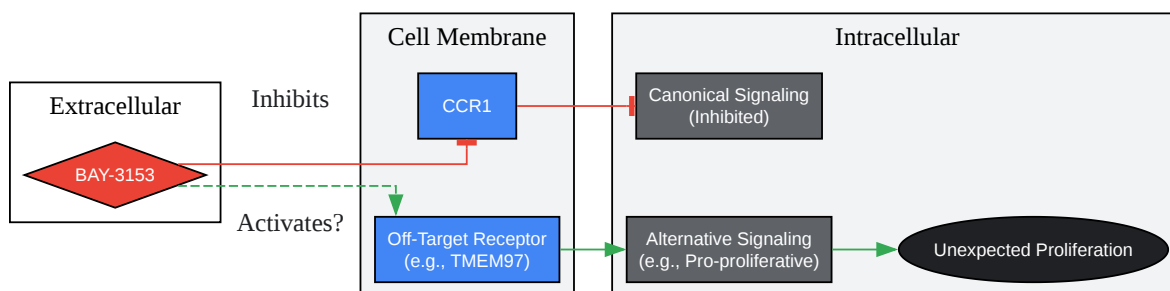 Cell Membrane
Intracellular
Extracellular
Inhibits
CCR1
Canonical Signaling
(Inhibited)
BAY-3153
Activates?
Off-Target Receptor
(e.g., TMEM97)
Alternative Signaling
(e.g., Pro-proliferative)
Unexpected Proliferation